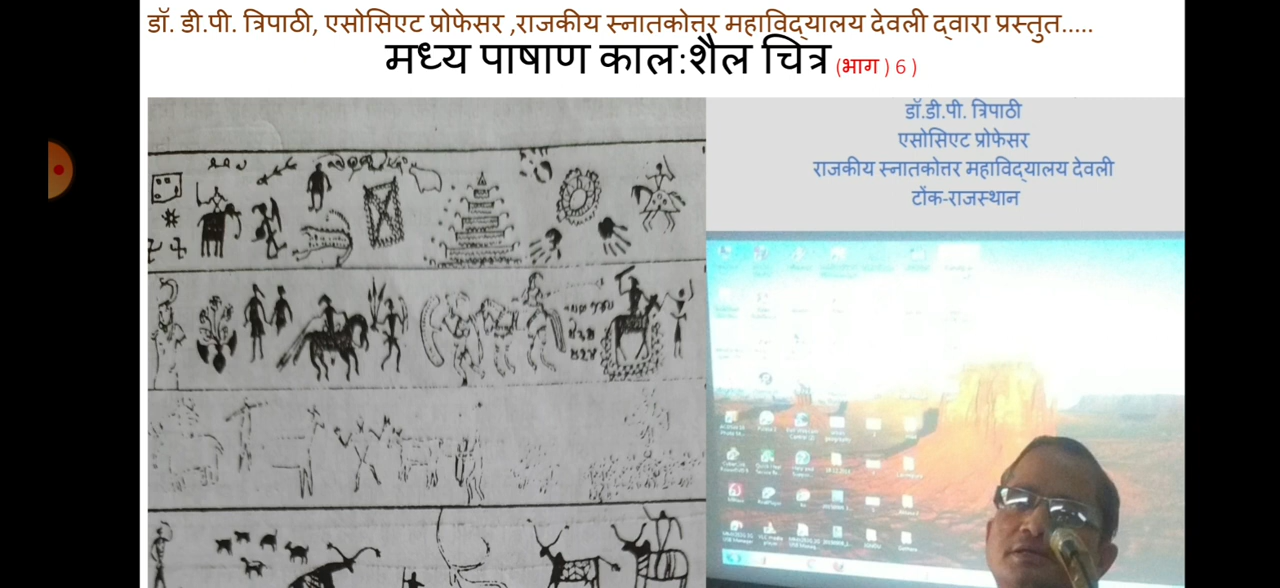 डॉ. डी.पी. त्रिपाठी, एसोसिएट प्रोफेसर ,राजकीय स्नातकोत्तर महाविद्यालय देवली द्वारा प्रस्तुत.....
मध्य पाषाण काल:शैल चित्र (भाग ) 6 )
डॉ.डी.पी. त्रिपाठी
एसोसिएट प्रोफेसर
राजकीय स्नातकोत्तर महाविद्यालय देवली
टोंक-राजस्थान